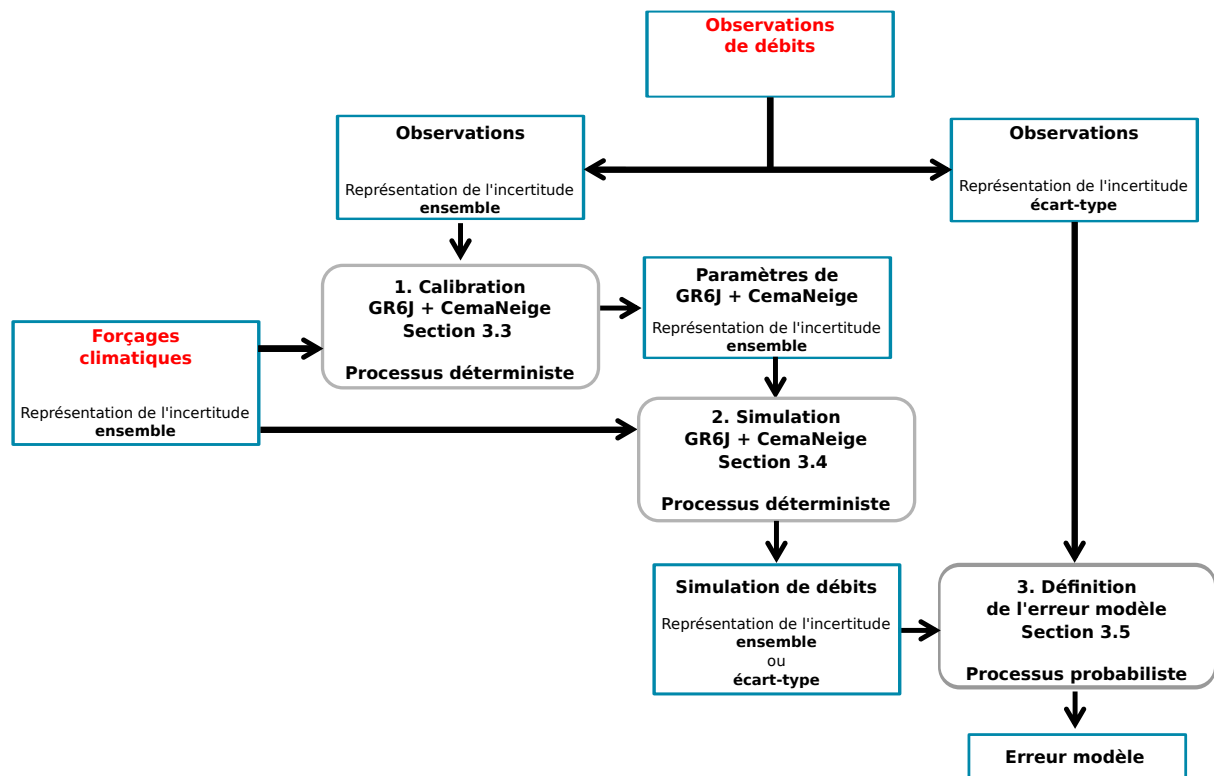 Observations
de débits
Observations
Représentation de l'incertitude
ensemble
Observations
Représentation de l'incertitude
écart-type
1. Calibration
GR6J + CemaNeige
Section 3.3
Processus déterministe
Paramètres de
GR6J + CemaNeige
Représentation de l'incertitude
ensemble
Forçages
climatiques
Représentation de l'incertitude
ensemble
2. Simulation
GR6J + CemaNeige
Section 3.4
Processus déterministe
Simulation de débits
Représentation de l'incertitude
ensemble
ou
écart-type
3. Définition
de l'erreur modèle
Section 3.5
Processus probabiliste
Erreur modèle